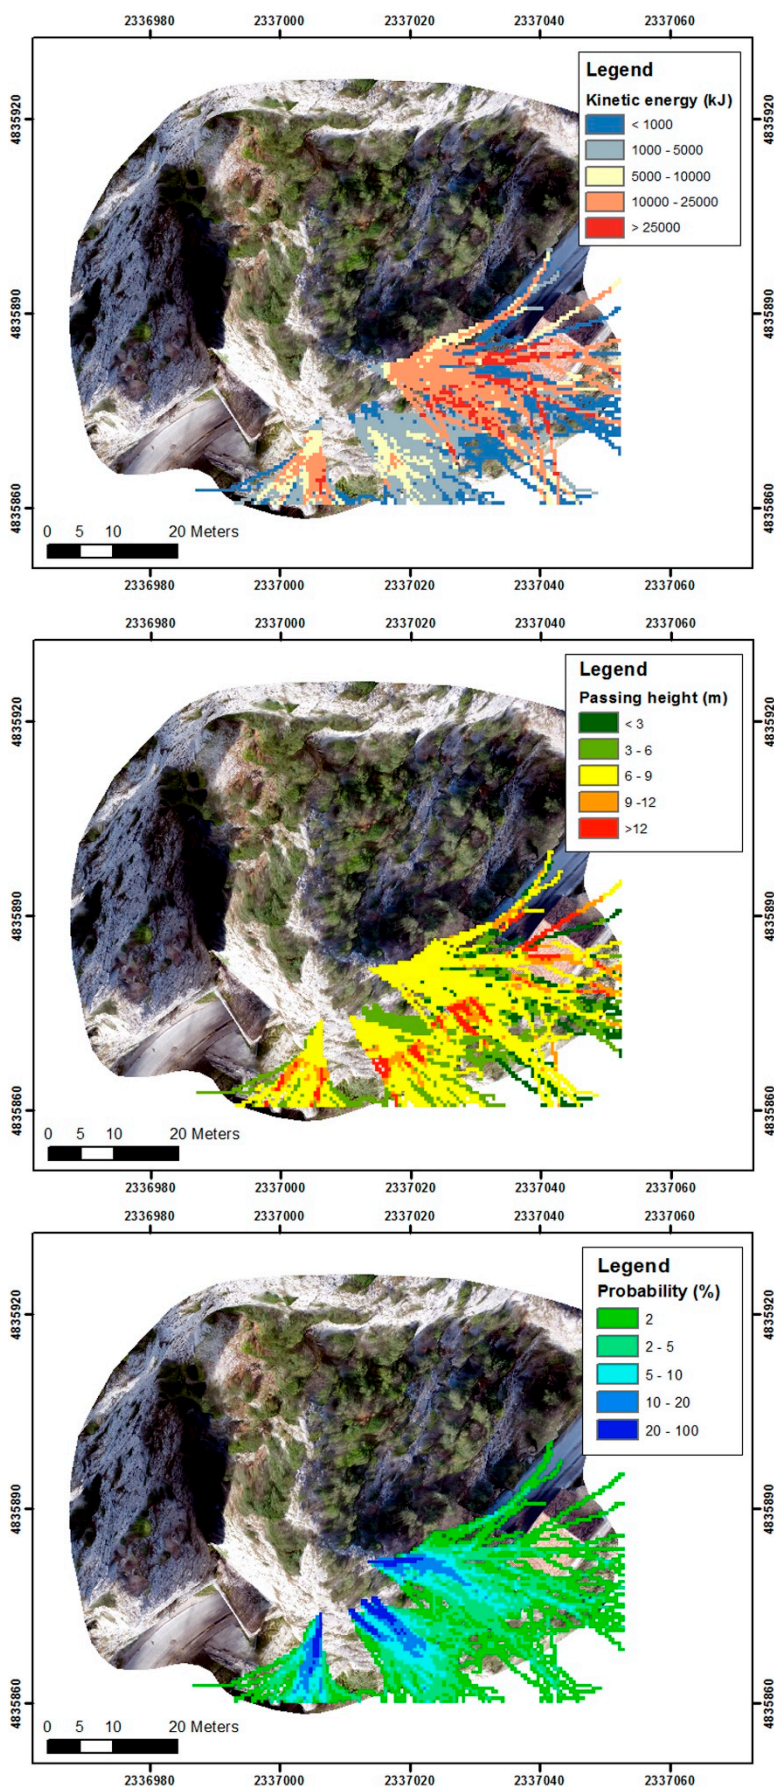 2336980 2337000 2337020 2337040 2337060
Legend
Kinetic energy (kJ)
< 1000
1000 - 5000
5000 - 10000
10000 - 25000
> 25000
4835920 4835920
4835890 4835890
4835860 4835860
0 5 10 20 Meters
2336980 2337000 2337020 2337040 2337060
2336980 2337000 2337020 2337040 2337060
Legend
Passing height (m)
< 3
3 - 6
6 - 9
9 -12
>12
4835920 4835920
4835890 4835890
4835860 4835860
0 5 10 20 Meters
2336980 2337000 2337020 2337040 2337060
2336980 2337000 2337020 2337040 2337060
Legend
Probability (%)
2
2 - 5
5 - 10
10 - 20
20 - 100
4835920 4835920
4835890 4835890
4835860 4835860
0 5 10 20 Meters
2336980 2337000 2337020 2337040 2337060